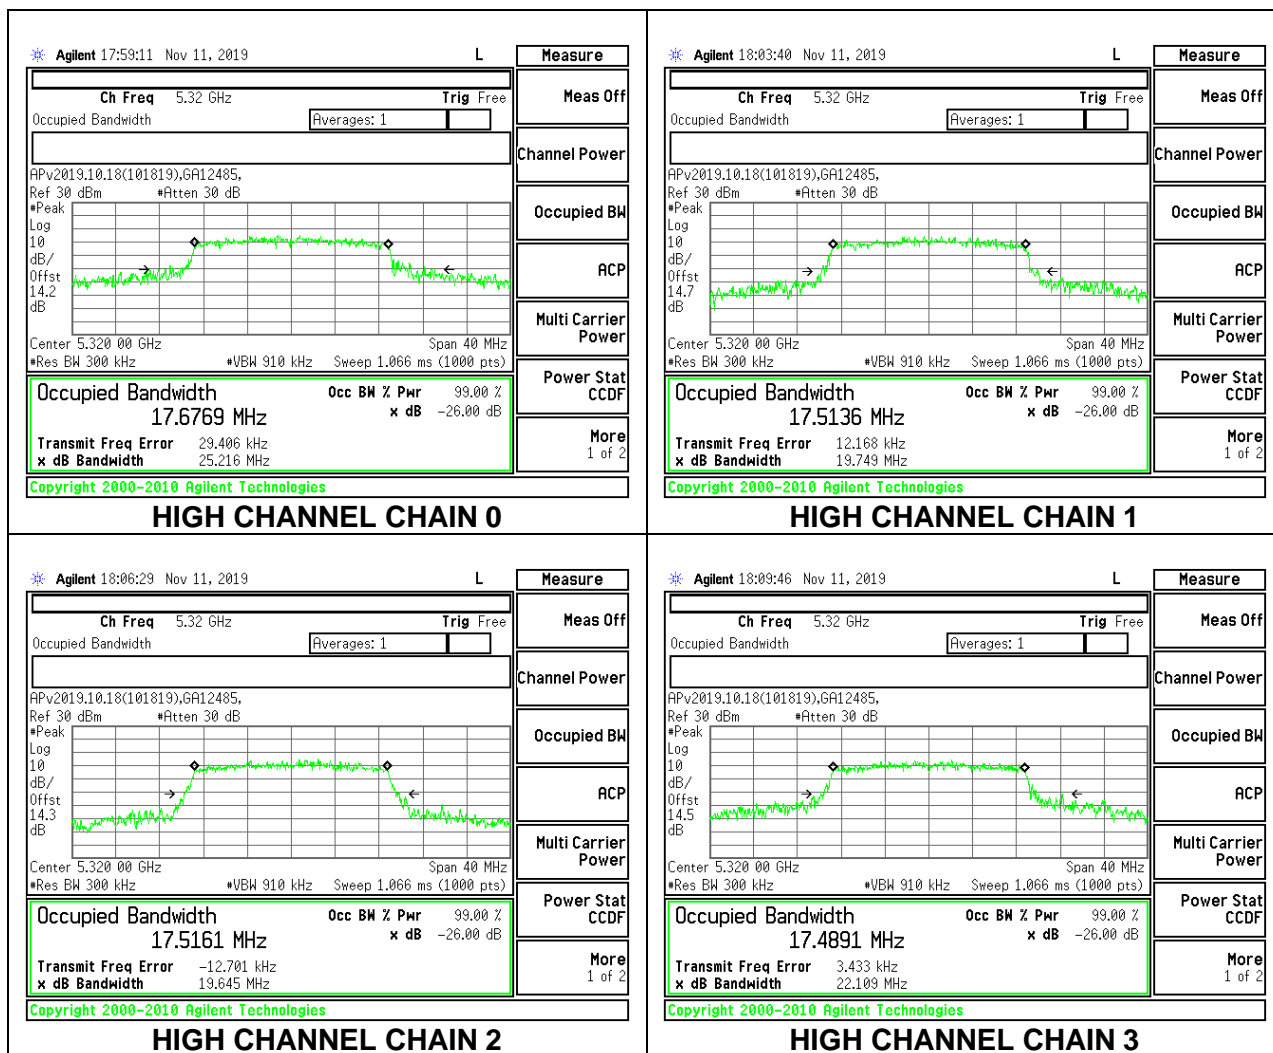 Agilent 17:59:11 Nov 11, 2019 L Measure
Ch Freq 5.32 GHz Trig Free Meas Off
Occupied Bandwidth Averages: 1
Channel Power
APv2019.10.18(101819),GA12485,
Ref 30 dBm #Atten 30 dB
#Peak
Log
10
dB/
Offst
14.2
dB
Occupied BW
ACP
Multi Carrier
Power
Center 5.320 00 GHz Span 40 MHz
#Res BW 300 kHz #VBW 910 kHz Sweep 1.066 ms (1000 pts)
Power Stat
CCDF
Occupied Bandwidth Occ BW % Pwr 99.00 %
17.6769 MHz x dB -26.00 dB
Transmit Freq Error 29.406 kHz
x dB Bandwidth 25.216 MHz
More
1 of 2
Copyright 2000-2010 Agilent Technologies
HIGH CHANNEL CHAIN 0
Agilent 18:03:40 Nov 11, 2019 L Measure
Ch Freq 5.32 GHz Trig Free Meas Off
Occupied Bandwidth Averages: 1
Channel Power
APv2019.10.18(101819),GA12485,
Ref 30 dBm #Atten 30 dB
#Peak
Log
10
dB/
Offst
14.7
dB
Occupied BW
ACP
Multi Carrier
Power
Center 5.320 00 GHz Span 40 MHz
#Res BW 300 kHz #VBW 910 kHz Sweep 1.066 ms (1000 pts)
Power Stat
CCDF
Occupied Bandwidth Occ BW % Pwr 99.00 %
17.5136 MHz x dB -26.00 dB
Transmit Freq Error 12.168 kHz
x dB Bandwidth 19.749 MHz
More
1 of 2
Copyright 2000-2010 Agilent Technologies
HIGH CHANNEL CHAIN 1
Agilent 18:06:29 Nov 11, 2019 L Measure
Ch Freq 5.32 GHz Trig Free Meas Off
Occupied Bandwidth Averages: 1
Channel Power
APv2019.10.18(101819),GA12485,
Ref 30 dBm #Atten 30 dB
#Peak
Log
10
dB/
Offst
14.3
dB
Occupied BW
ACP
Multi Carrier
Power
Center 5.320 00 GHz Span 40 MHz
#Res BW 300 kHz #VBW 910 kHz Sweep 1.066 ms (1000 pts)
Power Stat
CCDF
Occupied Bandwidth Occ BW % Pwr 99.00 %
17.5161 MHz x dB -26.00 dB
Transmit Freq Error -12.701 kHz
x dB Bandwidth 19.645 MHz
More
1 of 2
Copyright 2000-2010 Agilent Technologies
HIGH CHANNEL CHAIN 2
Agilent 18:09:46 Nov 11, 2019 L Measure
Ch Freq 5.32 GHz Trig Free Meas Off
Occupied Bandwidth Averages: 1
Channel Power
APv2019.10.18(101819),GA12485,
Ref 30 dBm #Atten 30 dB
#Peak
Log
10
dB/
Offst
14.5
dB
Occupied BW
ACP
Multi Carrier
Power
Center 5.320 00 GHz Span 40 MHz
#Res BW 300 kHz #VBW 910 kHz Sweep 1.066 ms (1000 pts)
Power Stat
CCDF
Occupied Bandwidth Occ BW % Pwr 99.00 %
17.4891 MHz x dB -26.00 dB
Transmit Freq Error 3.433 kHz
x dB Bandwidth 22.109 MHz
More
1 of 2
Copyright 2000-2010 Agilent Technologies
HIGH CHANNEL CHAIN 3